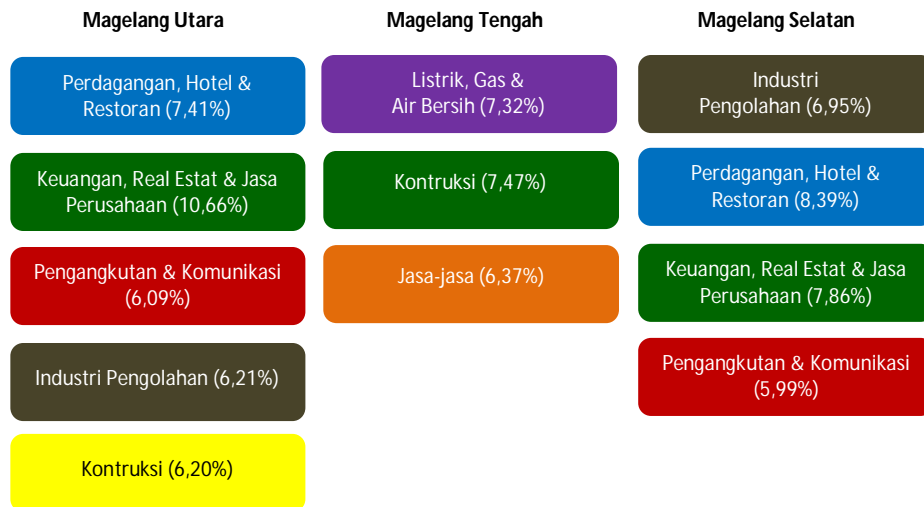 Magelang Utara
Perdagangan, Hotel &
Restoran (7,41%)
Keuangan, Real Estat & Jasa
Perusahaan (10,66%)
Pengangkutan & Komunikasi
(6,09%)
Industri Pengolahan (6,21%)
Kontruksi (6,20%)
Magelang Tengah
Listrik, Gas &
Air Bersih (7,32%)
Kontruksi (7,47%)
Jasa-jasa (6,37%)
Magelang Selatan
Industri
Pengolahan (6,95%)
Perdagangan, Hotel &
Restoran (8,39%)
Keuangan, Real Estat & Jasa
Perusahaan (7,86%)
Pengangkutan & Komunikasi
(5,99%)